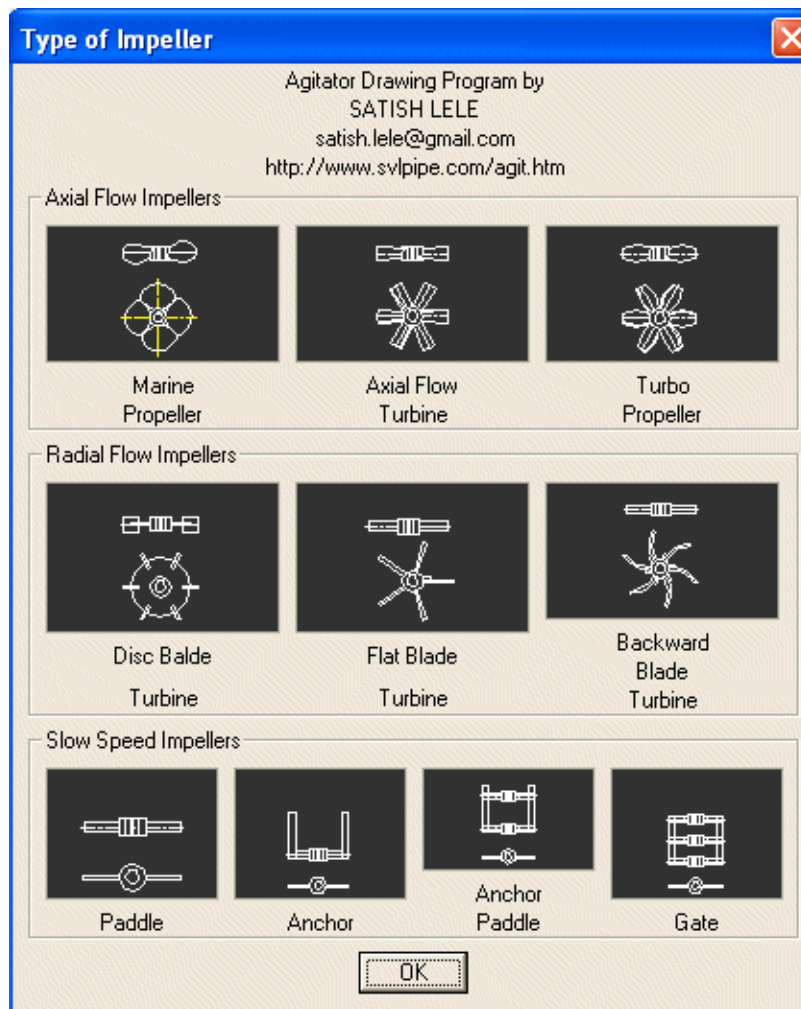 Type of Impeller
Agitator Drawing Program by
SATISH LELE
satish.lele@gmail.com
http://www.svlpipe.com/agit.htm
Axial Flow Impellers
Marine
Propeller
Axial Flow
Turbine
Turbo
Propeller
Radial Flow Impellers
Disc Balde
Turbine
Flat Blade
Turbine
Backward
Blade
Turbine
Slow Speed Impellers
Paddle
Anchor
Anchor
Paddle
Gate
OK